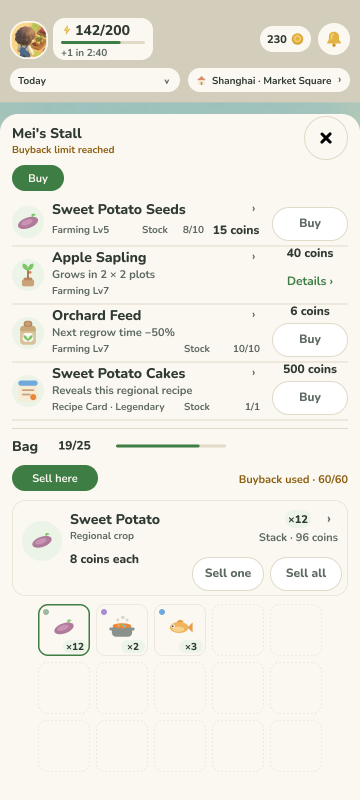 142/200
+1 in 2:40
230
Today
Shanghai · Market Square ›
Mei's Stall
Buyback limit reached
Buy
Sweet Potato Seeds ›
Farming Lv5 Stock 8/10 15 coins
Buy
Apple Sapling ›
40 coins
Grows in 2 × 2 plots
Details ›
Farming Lv7
Orchard Feed ›
6 coins
Next regrow time −50%
Buy
Farming Lv7 Stock 10/10
Sweet Potato Cakes ›
500 coins
Reveals this regional recipe
Buy
Recipe Card · Legendary Stock 1/1
Bag 19/25
Sell here
Buyback used · 60/60
Sweet Potato ×12 ›
Regional crop
Stack · 96 coins
8 coins each
Sell one Sell all
×12 ×2 ×3